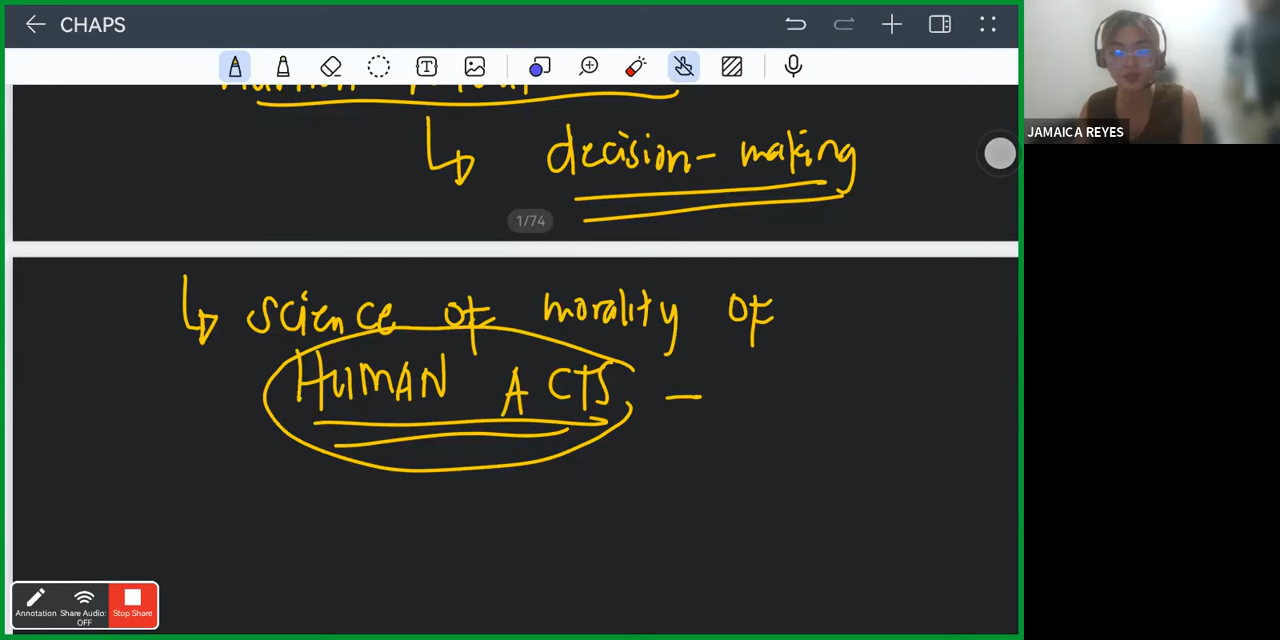 CHAPS
JAMAICA REYES
↳ decision-making
1/74
↳ science of morality of
HUMAN ACTS —
Annotation
Share Audio: OFF
Stop Share